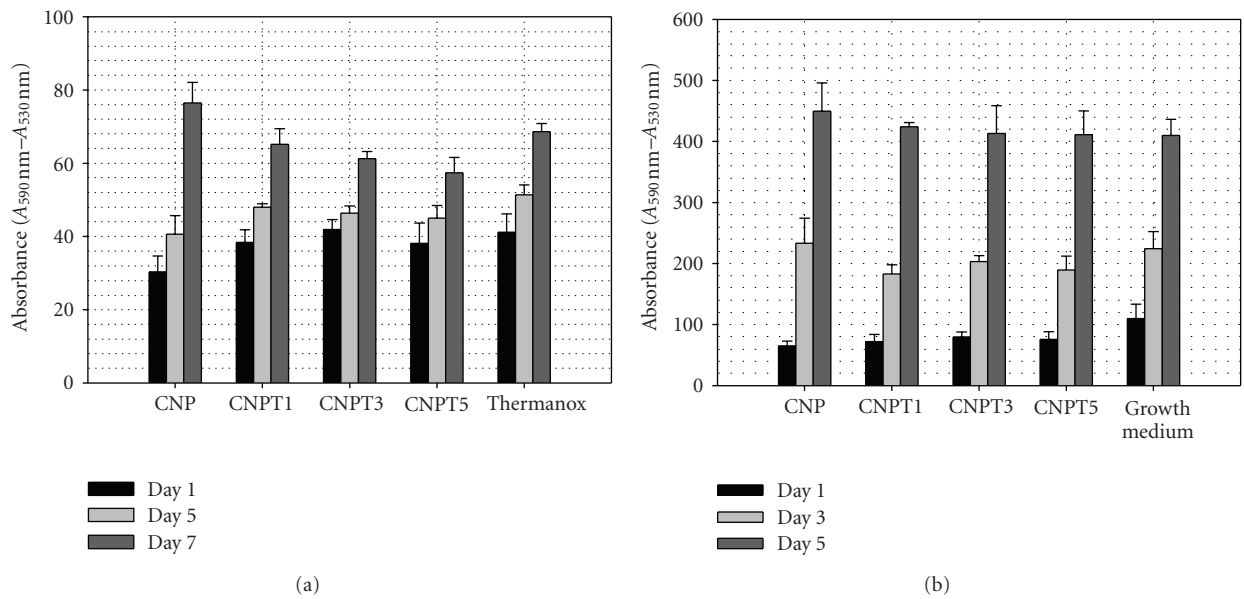 Absorbance (A590 nm–A530 nm)
100
80
60
40
20
0
CNP CNPT1 CNPT3 CNPT5 Thermanox
Day 1
Day 5
Day 7
(a)
Absorbance (A590 nm–A530 nm)
600
500
400
300
200
100
0
CNP CNPT1 CNPT3 CNPT5 Growth
medium
Day 1
Day 3
Day 5
(b)